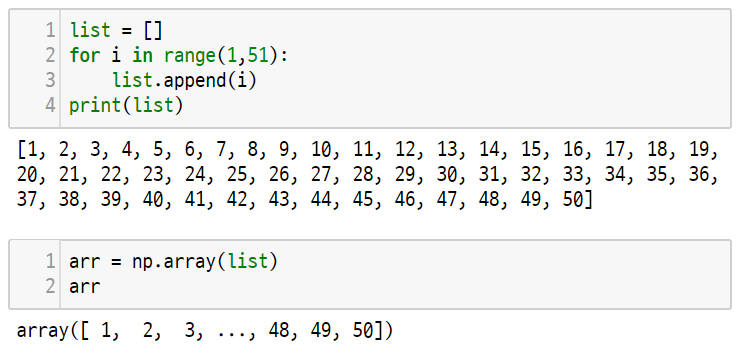 1 list = []
2 for i in range(1,51):
3     list.append(i)
4 print(list)
[1, 2, 3, 4, 5, 6, 7, 8, 9, 10, 11, 12, 13, 14, 15, 16, 17, 18, 19,
20, 21, 22, 23, 24, 25, 26, 27, 28, 29, 30, 31, 32, 33, 34, 35, 36,
37, 38, 39, 40, 41, 42, 43, 44, 45, 46, 47, 48, 49, 50]
1 arr = np.array(list)
2 arr
array([ 1,  2,  3, ..., 48, 49, 50])